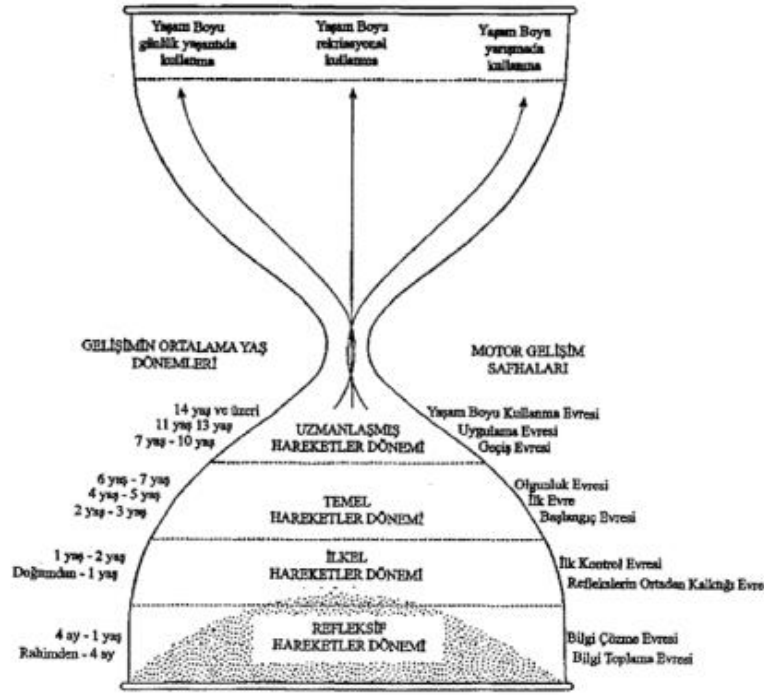 Yaşam Boyu
günlük yaşantıda
kullanma
Yaşam Boyu
rekriasyonal
kullanma
Yaşam Boyu
yarışmada
kullanma
GELİŞİMİN ORTALAMA YAŞ
DÖNEMLERİ
MOTOR GELİŞİM
SAFHALARI
14 yaş ve üzeri
11 yaş 13 yaş
7 yaş - 10 yaş
UZMANLAŞMIŞ
HAREKETLER DÖNEMİ
Yaşam Boyu Kullanma Evresi
Uygulama Evresi
Geçiş Evresi
6 yaş - 7 yaş
4 yaş - 5 yaş
2 yaş - 3 yaş
TEMEL
HAREKETLER DÖNEMİ
Olgunluk Evresi
İlk Evre
Başlangıç Evresi
1 yaş - 2 yaş
Doğumdan - 1 yaş
İLKEL
HAREKETLER DÖNEMİ
İlk Kontrol Evresi
Reflekslerin Ortadan Kalktığı Evre
4 ay - 1 yaş
Rahimden - 4 ay
REFLEKSİF
HAREKETLER DÖNEMİ
Bilgi Çözme Evresi
Bilgi Toplama Evresi